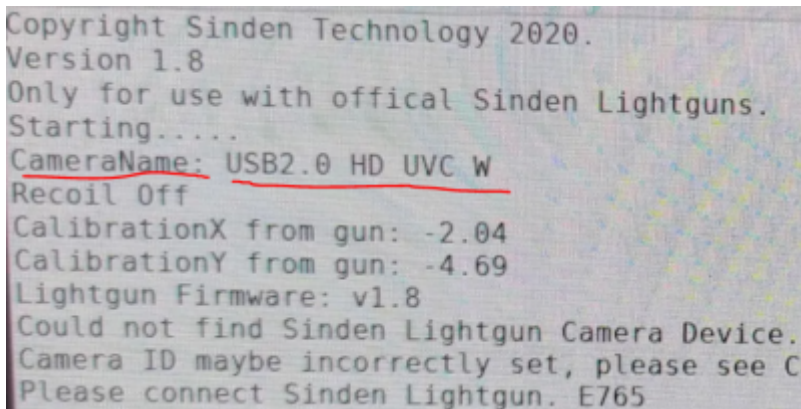 Copyright Sinden Technology 2020.
Version 1.8
Only for use with offical Sinden Lightguns.
Starting.....
CameraName: USB2.0 HD UVC W
Recoil Off
CalibrationX from gun: -2.04
CalibrationY from gun: -4.69
Lightgun Firmware: v1.8
Could not find Sinden Lightgun Camera Device.
Camera ID maybe incorrectly set, please see C
Please connect Sinden Lightgun. E765